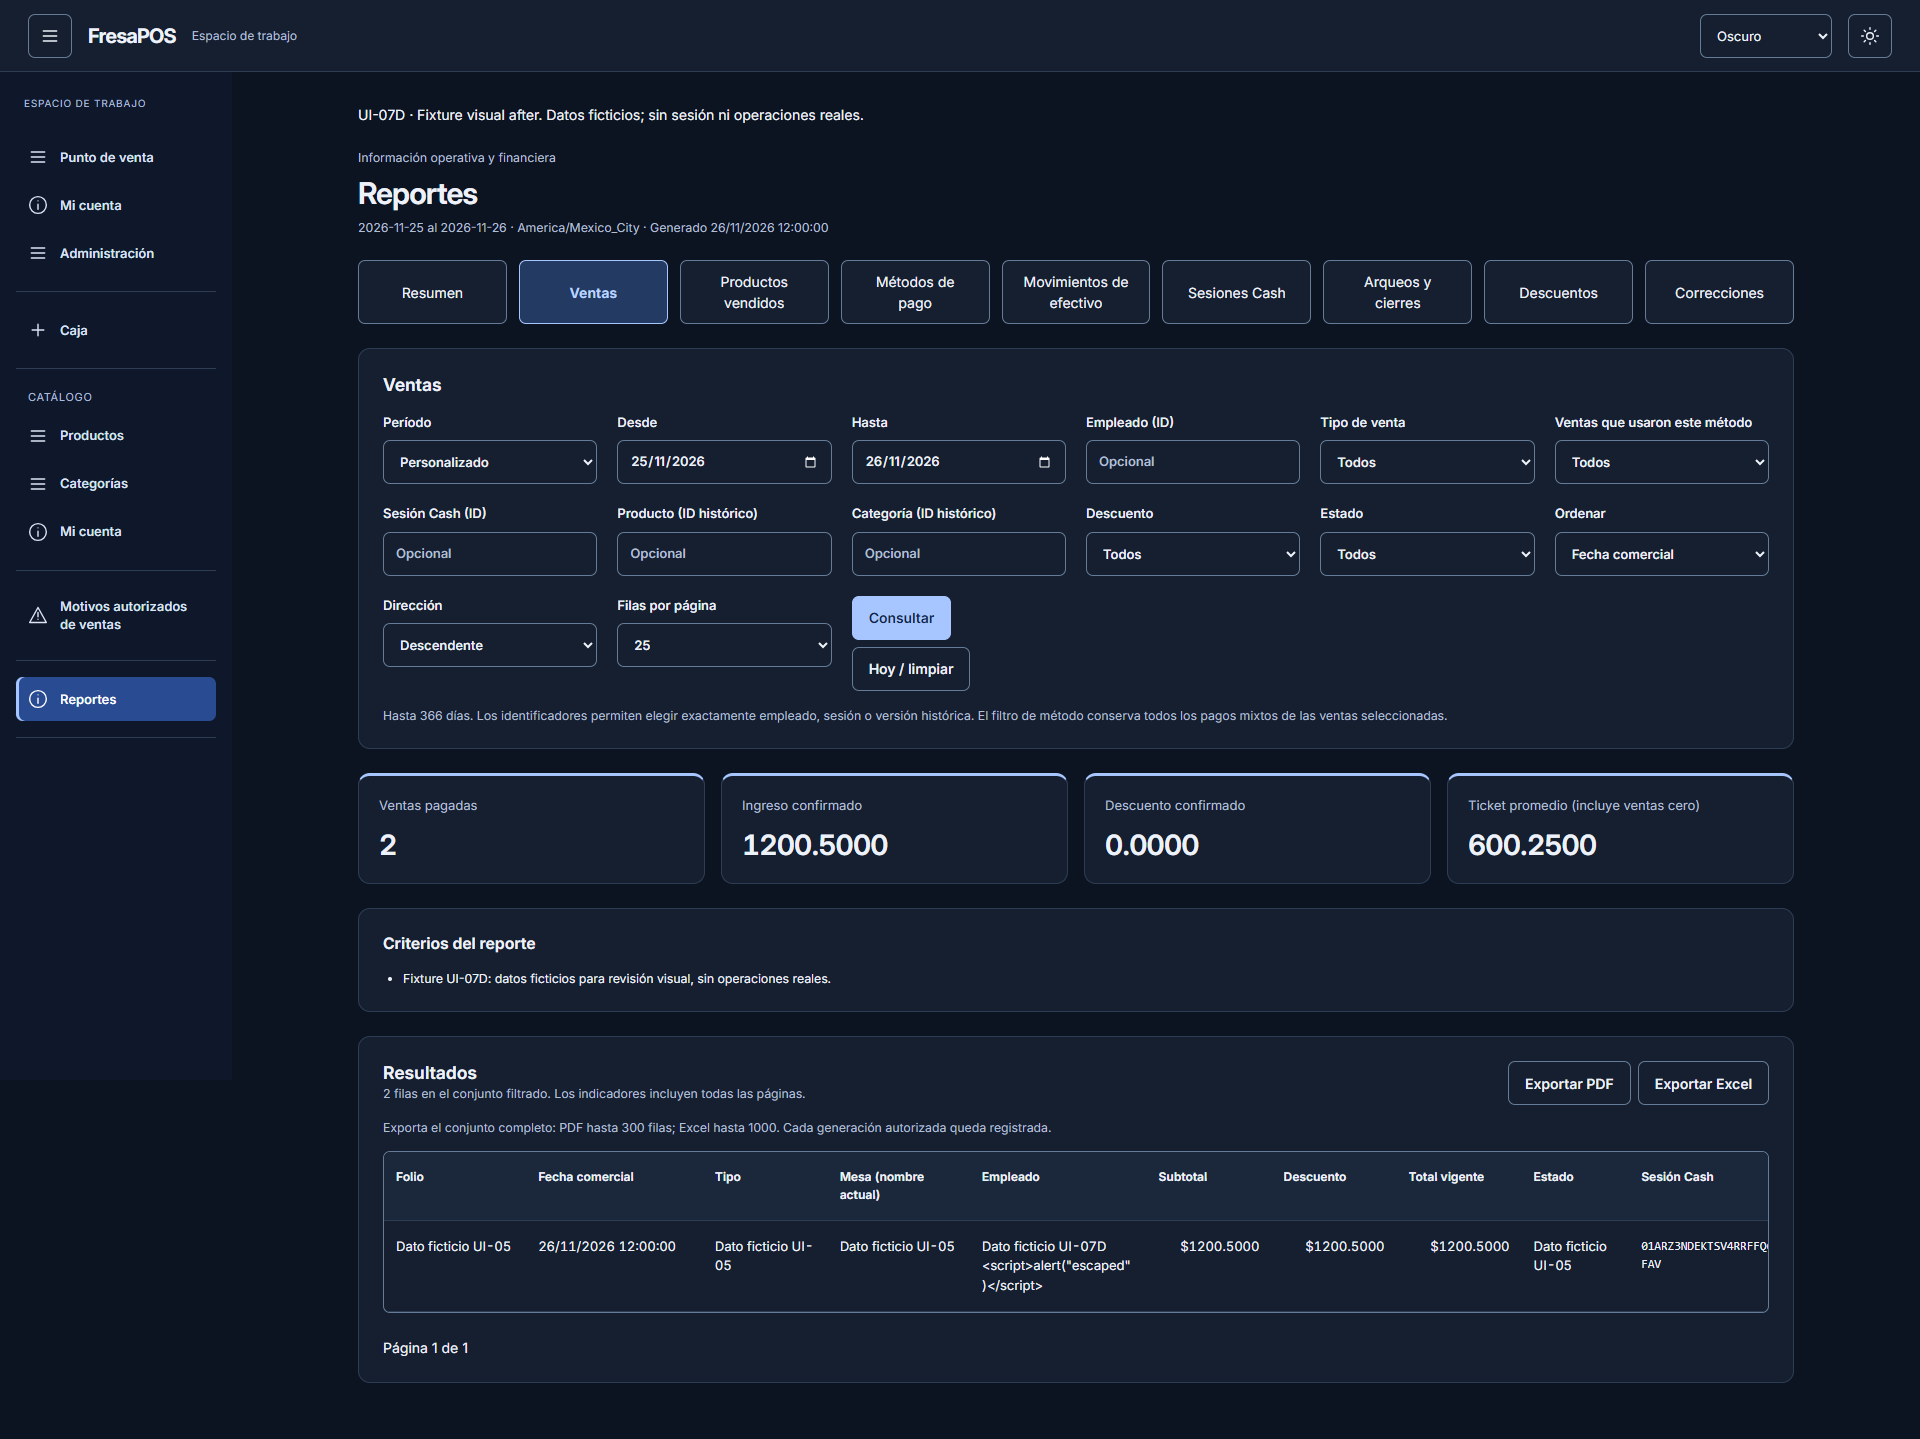 FresaPOS
Espacio de trabajo
Oscuro
ESPACIO DE TRABAJO
Punto de venta
Mi cuenta
Administración
Caja
CATÁLOGO
Productos
Categorías
Mi cuenta
Motivos autorizados
de ventas
Reportes
UI-07D · Fixture visual after. Datos ficticios; sin sesión ni operaciones reales.
Información operativa y financiera
Reportes
2026-11-25 al 2026-11-26 · America/Mexico_City · Generado 26/11/2026 12:00:00
Resumen
Ventas
Productos
vendidos
Métodos de
pago
Movimientos de
efectivo
Sesiones Cash
Arqueos y
cierres
Descuentos
Correcciones
Ventas
Período
Desde
Hasta
Empleado (ID)
Tipo de venta
Ventas que usaron este método
Personalizado
25/11/2026
26/11/2026
Opcional
Todos
Todos
Sesión Cash (ID)
Producto (ID histórico)
Categoría (ID histórico)
Descuento
Estado
Ordenar
Opcional
Opcional
Opcional
Todos
Todos
Fecha comercial
Dirección
Filas por página
Descendente
25
Consultar
Hoy / limpiar
Hasta 366 días. Los identificadores permiten elegir exactamente empleado, sesión o versión histórica. El filtro de método conserva todos los pagos mixtos de las ventas seleccionadas.
Ventas pagadas
2
Ingreso confirmado
1200.5000
Descuento confirmado
0.0000
Ticket promedio (incluye ventas cero)
600.2500
Criterios del reporte
• Fixture UI-07D: datos ficticios para revisión visual, sin operaciones reales.
Resultados
2 filas en el conjunto filtrado. Los indicadores incluyen todas las páginas.
Exportar PDF
Exportar Excel
Exporta el conjunto completo: PDF hasta 300 filas; Excel hasta 1000. Cada generación autorizada queda registrada.
Folio
Fecha comercial
Tipo
Mesa (nombre
actual)
Empleado
Subtotal
Descuento
Total vigente
Estado
Sesión Cash
Dato ficticio UI-05
26/11/2026 12:00:00
Dato ficticio UI-
05
Dato ficticio UI-05
Dato ficticio UI-07D
<script>alert("escaped"
)</script>
$1200.5000
$1200.5000
$1200.5000
Dato ficticio
UI-05
01ARZ3NDEKTSV4RRFFQ
FAV
Página 1 de 1